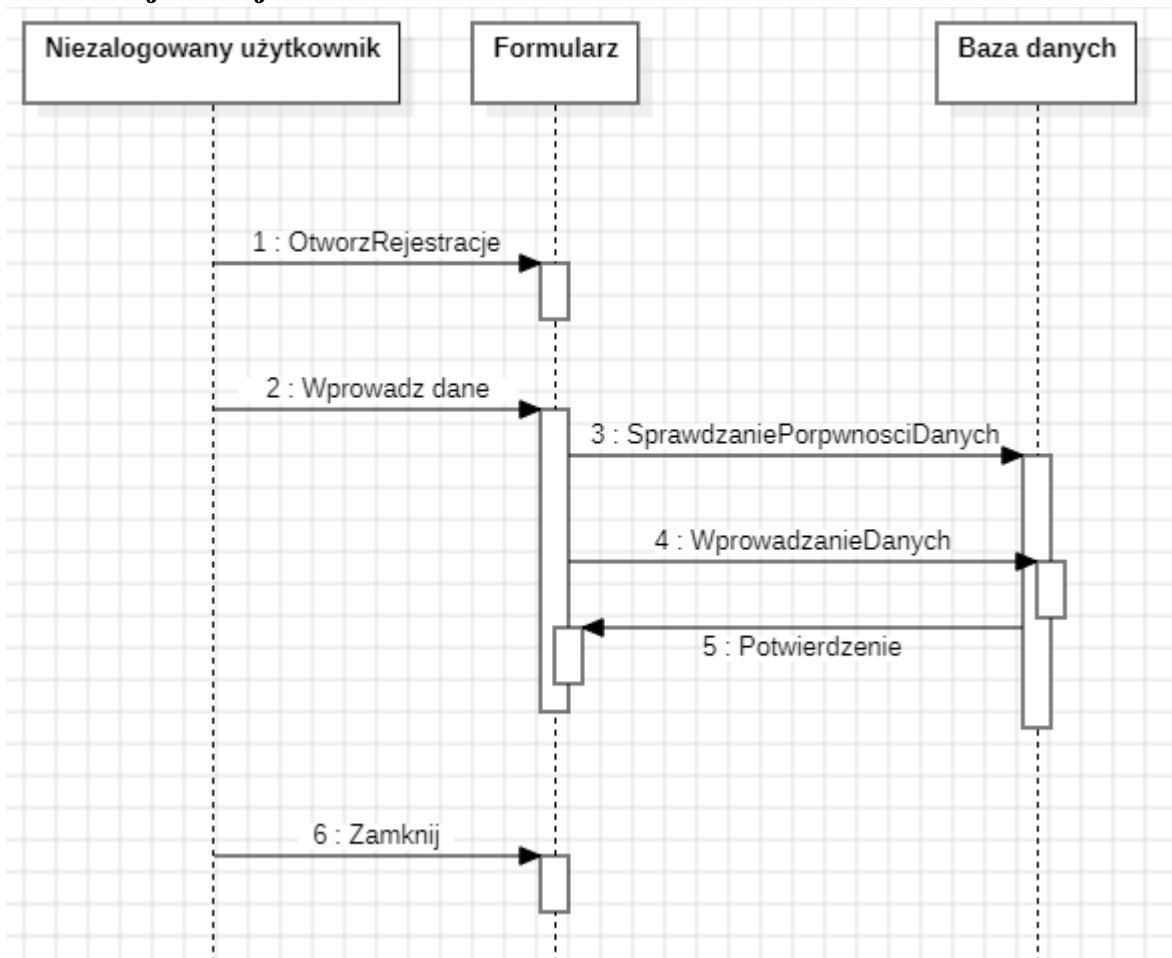 Niezalogowany użytkownik
Formularz
Baza danych
1 : OtworzRejestracje
2 : Wprowadz dane
3 : SprawdzaniePorpwnosciDanych
4 : WprowadzanieDanych
5 : Potwierdzenie
6 : Zamknij